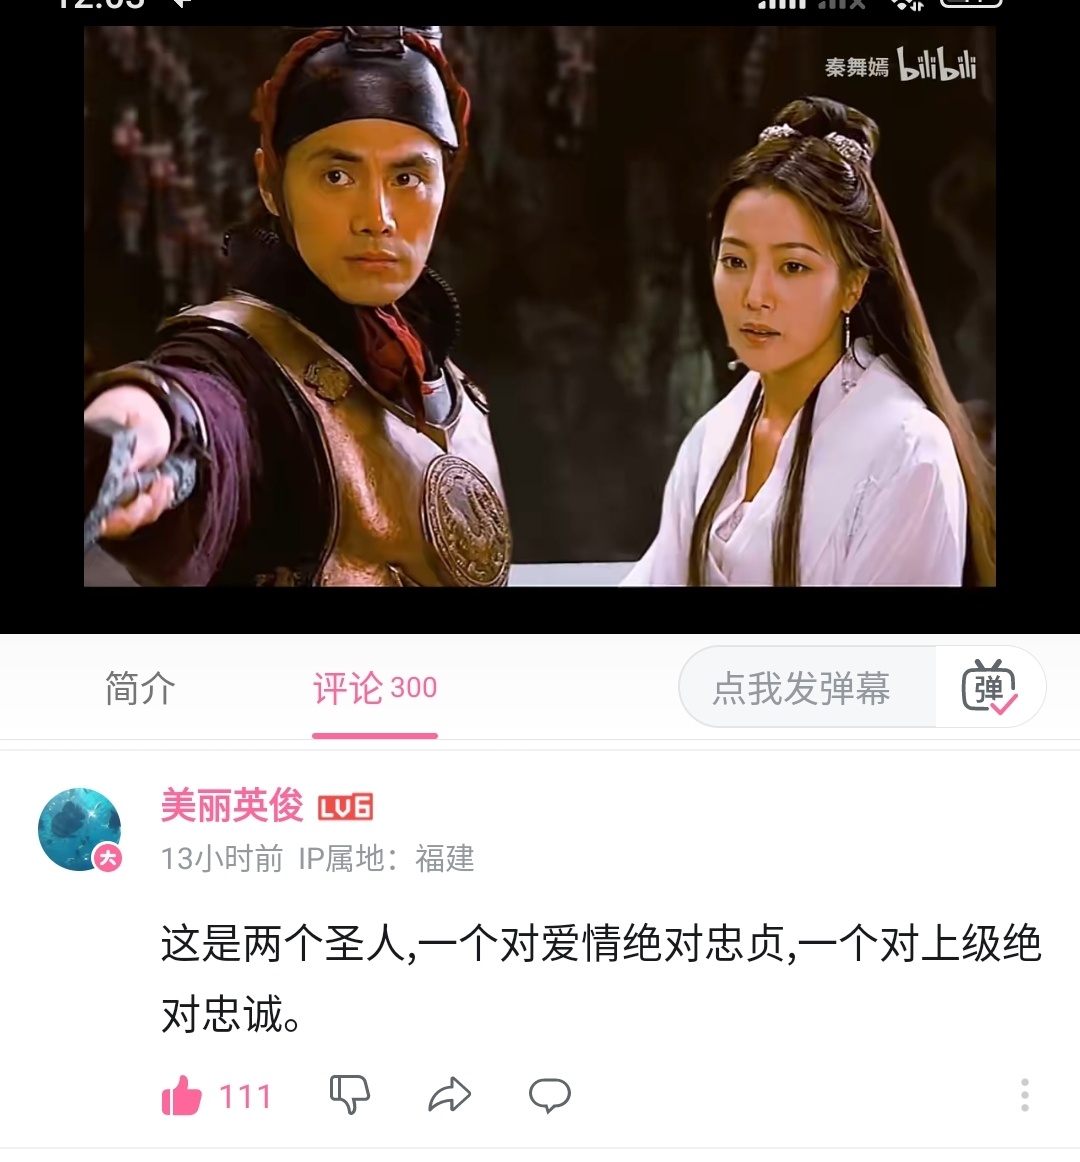 秦舞嫣 bilibili
简介 评论 300 点我发弹幕 弹
美丽英俊 LV6
大
13小时前 IP属地：福建
这是两个圣人,一个对爱情绝对忠贞,一个对上级绝
对忠诚。
111